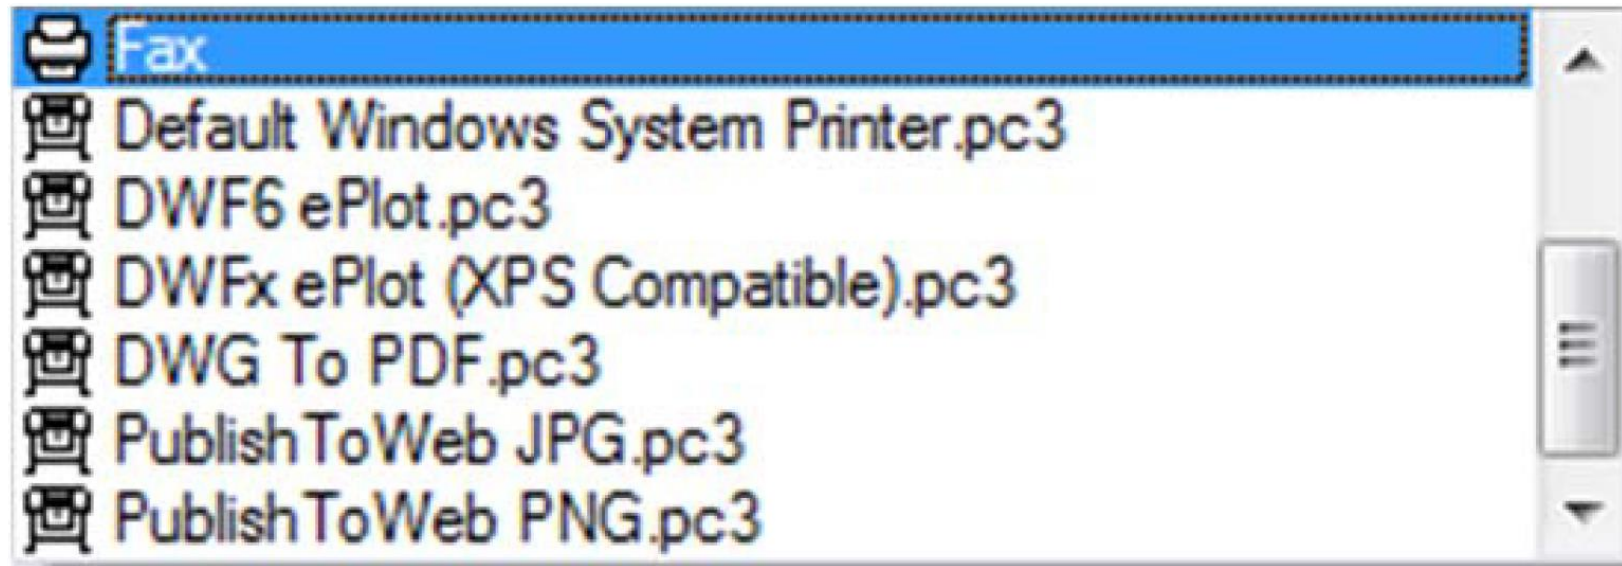 Fax
Default Windows System Printer.pc3
DWF6 ePlot.pc3
DWFx ePlot (XPS Compatible).pc3
DWG To PDF.pc3
PublishToWeb JPG.pc3
PublishToWeb PNG.pc3